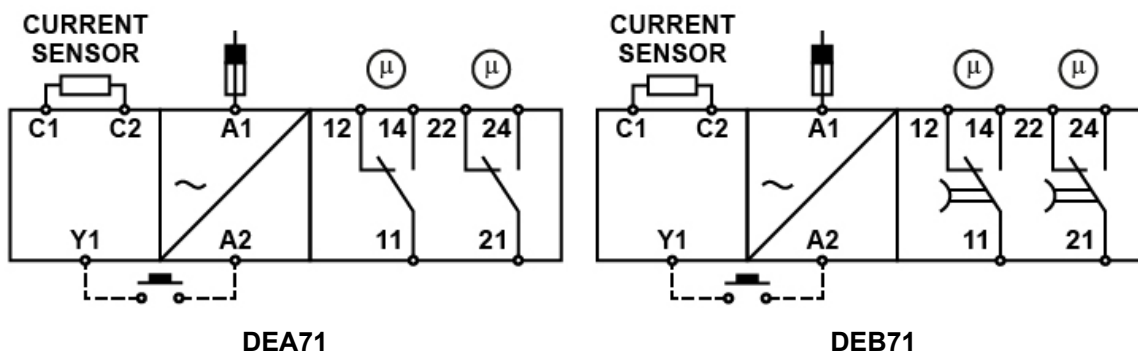 CURRENT
SENSOR
μ μ
C1 C2 A1 12 14 22 24
~
Y1 A2 11 21
DEA71
CURRENT
SENSOR
μ μ
C1 C2 A1 12 14 22 24
~
Y1 A2 11 21
DEB71